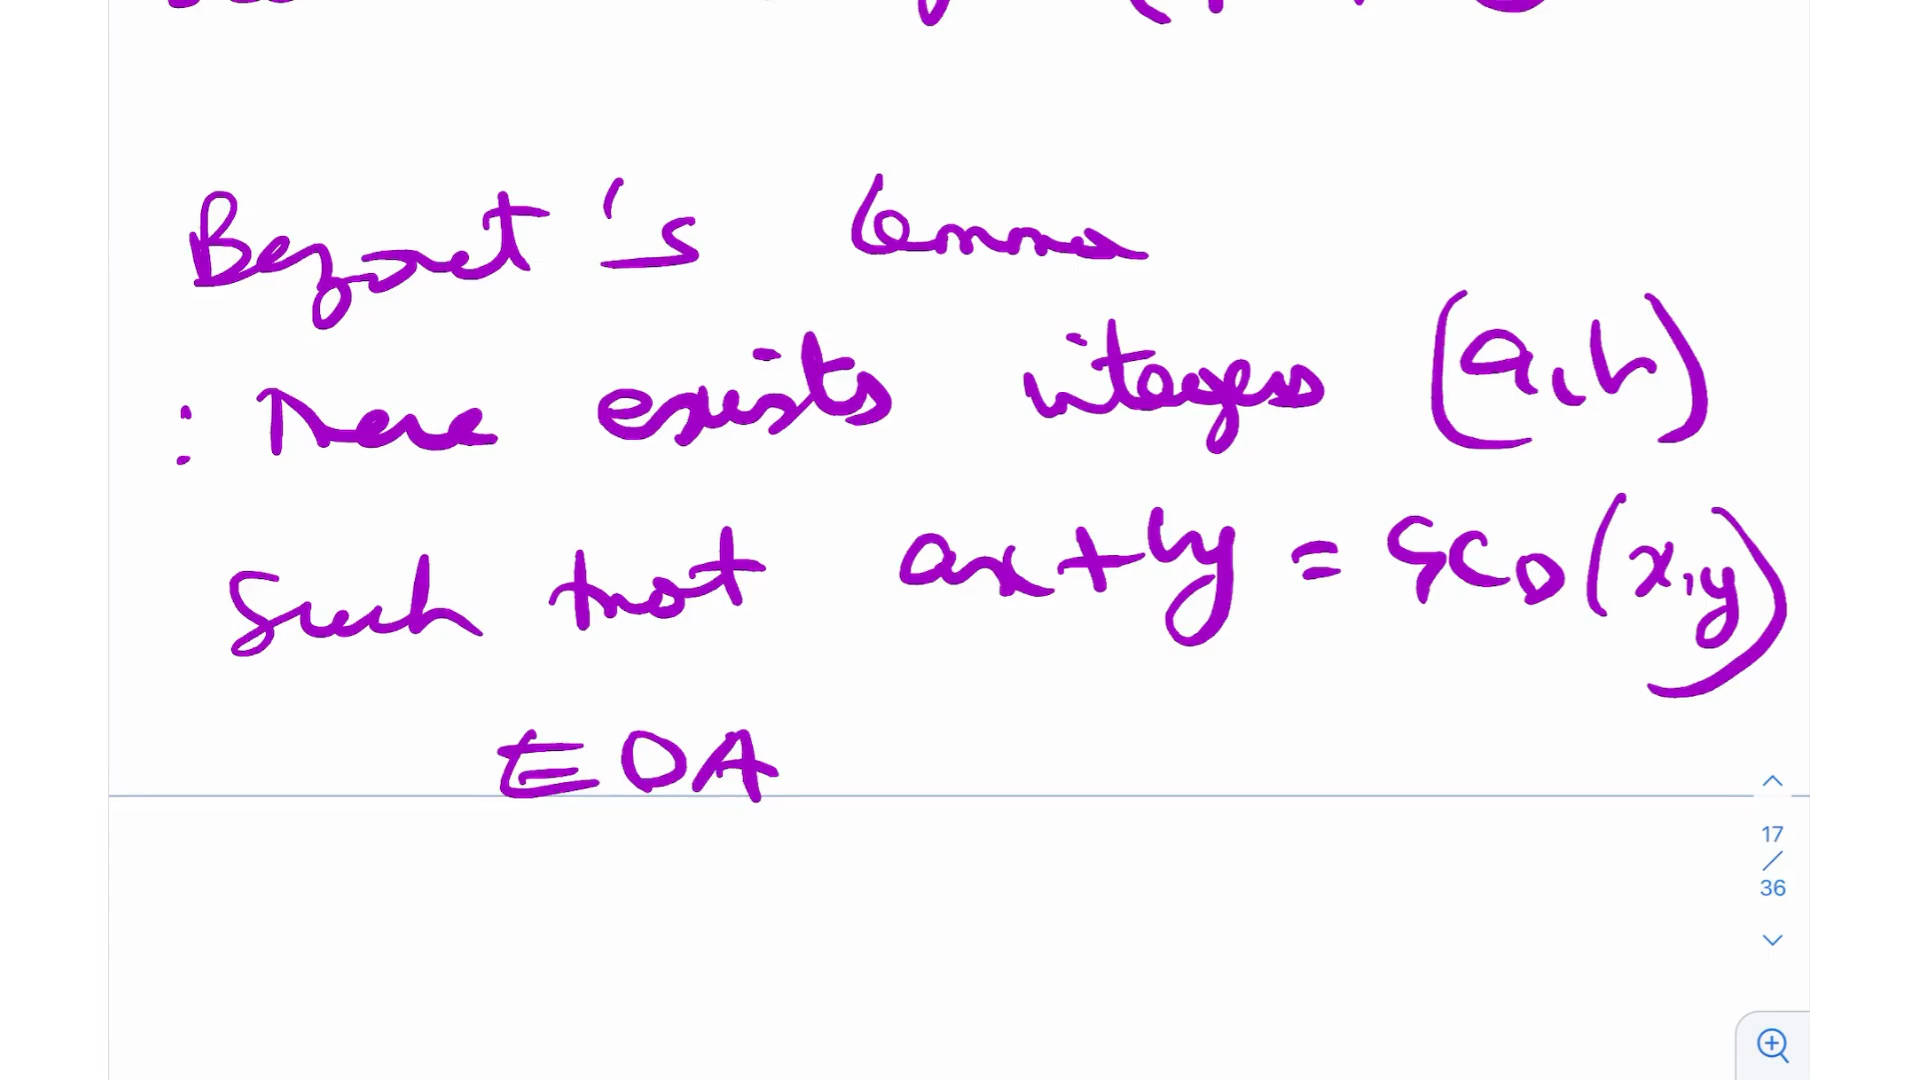 Bezout's lemma
: There exists integers (a,b)
Such that ax+by = GCD(x,y)
EDA
17
/
36